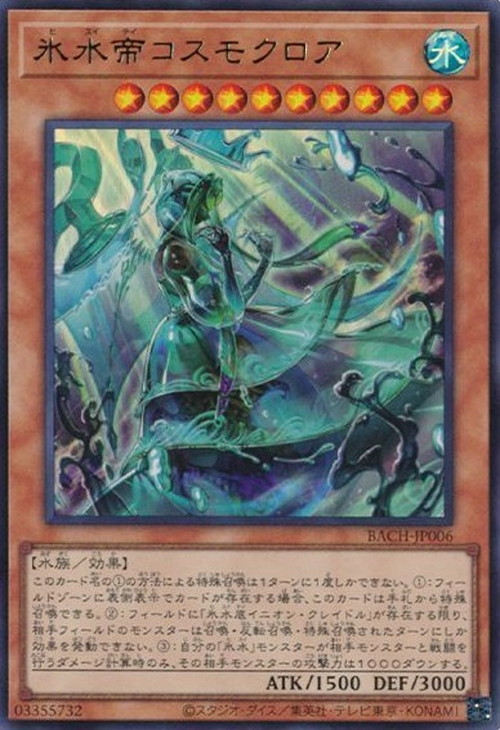 氷水帝コスモクロア
水
BACH-JP006
【水族／効果】
このカード名の①の方法による特殊召喚は1ターンに1度しかできない。①:フィー
ルドゾーンに表側表示でカードが存在する場合、このカードは手札から特殊
召喚できる。②:フィールドに「氷水底イニオン・クレイドル」が存在する限り、
相手フィールドのモンスターは召喚・反転召喚・特殊召喚されたターンにしか
効果を発動できない。③:自分の「氷水」モンスターが相手モンスターと戦闘を
行うダメージ計算時のみ、その相手モンスターの攻撃力は1000ダウンする。
ATK/1500 DEF/3000
03355732 ©スタジオ・ダイス／集英社・テレビ東京・KONAMI